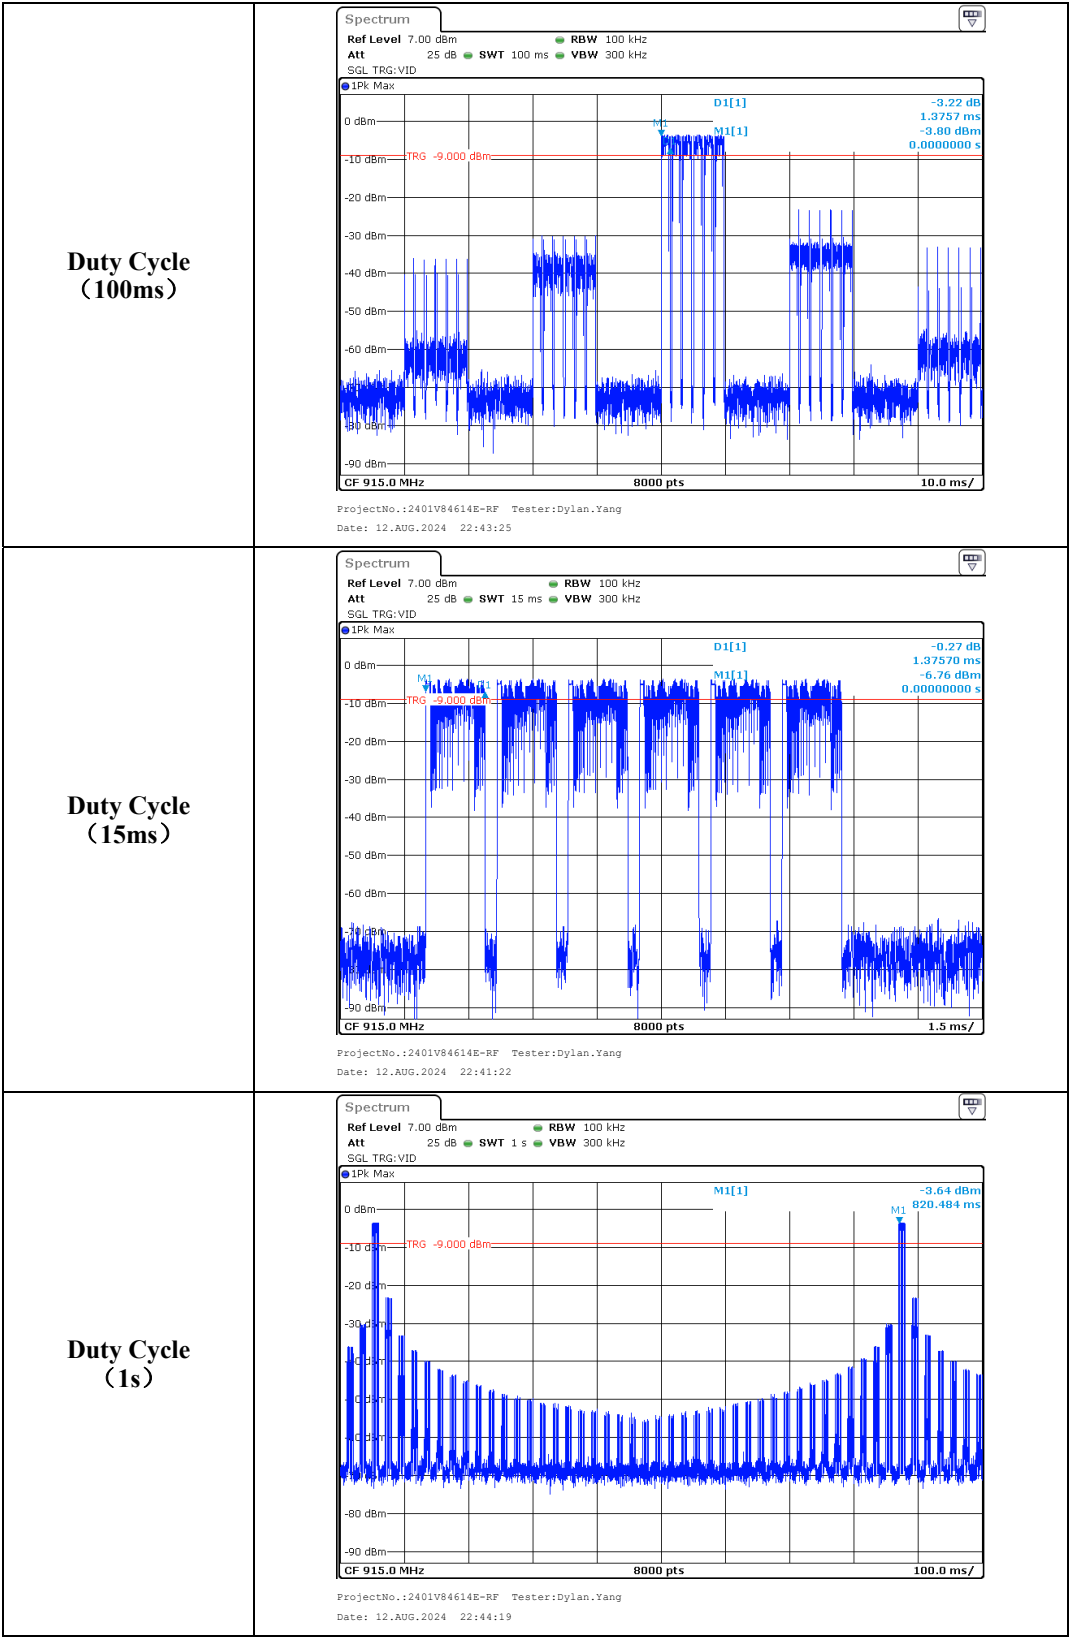 Duty Cycle
（100ms）
Spectrum
Ref Level 7.00 dBm RBW 100 kHz
Att 25 dB SWT 100 ms VBW 300 kHz
SGL TRG:VID
1Pk Max
D1[1] -3.22 dB
1.3757 ms
M1[1] -3.80 dBm
0.0000000 s
M1
0 dBm
TRG -9.000 dBm
-10 dBm
-20 dBm
-30 dBm
-40 dBm
-50 dBm
-60 dBm
-80 dBm
-90 dBm
CF 915.0 MHz 8000 pts 10.0 ms/
ProjectNo.:2401V84614E-RF Tester:Dylan.Yang
Date: 12.AUG.2024 22:43:25
Duty Cycle
（15ms）
Spectrum
Ref Level 7.00 dBm RBW 100 kHz
Att 25 dB SWT 15 ms VBW 300 kHz
SGL TRG:VID
1Pk Max
D1[1] -0.27 dB
1.37570 ms
M1[1] -6.76 dBm
0.00000000 s
0 dBm
M1
TRG -9.000 dBm
-10 dBm
-20 dBm
-30 dBm
-40 dBm
-50 dBm
-60 dBm
-70 dBm
-90 dBm
CF 915.0 MHz 8000 pts 1.5 ms/
ProjectNo.:2401V84614E-RF Tester:Dylan.Yang
Date: 12.AUG.2024 22:41:22
Duty Cycle
（1s）
Spectrum
Ref Level 7.00 dBm RBW 100 kHz
Att 25 dB SWT 1 s VBW 300 kHz
SGL TRG:VID
1Pk Max
M1[1] -3.64 dBm
820.484 ms
M1
0 dBm
TRG -9.000 dBm
-10 dBm
-20 dBm
-30 dBm
-80 dBm
-90 dBm
CF 915.0 MHz 8000 pts 100.0 ms/
ProjectNo.:2401V84614E-RF Tester:Dylan.Yang
Date: 12.AUG.2024 22:44:19